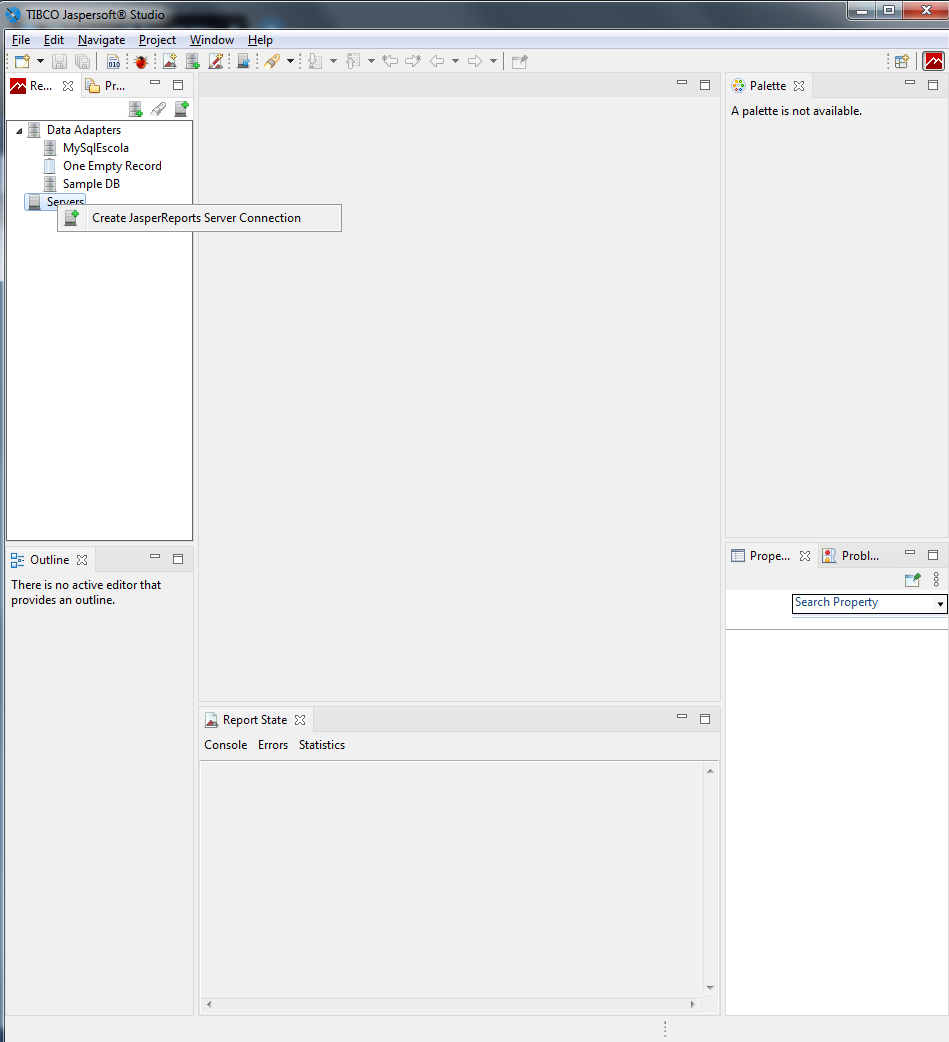 TIBCO Jaspersoft® Studio
File Edit Navigate Project Window Help
010
Re... Pr...
Palette
A palette is not available.
Data Adapters
MySqlEscola
One Empty Record
Sample DB
Servers
Create JasperReports Server Connection
Outline
There is no active editor that
provides an outline.
Prope... Probl...
Search Property
Report State
Console Errors Statistics